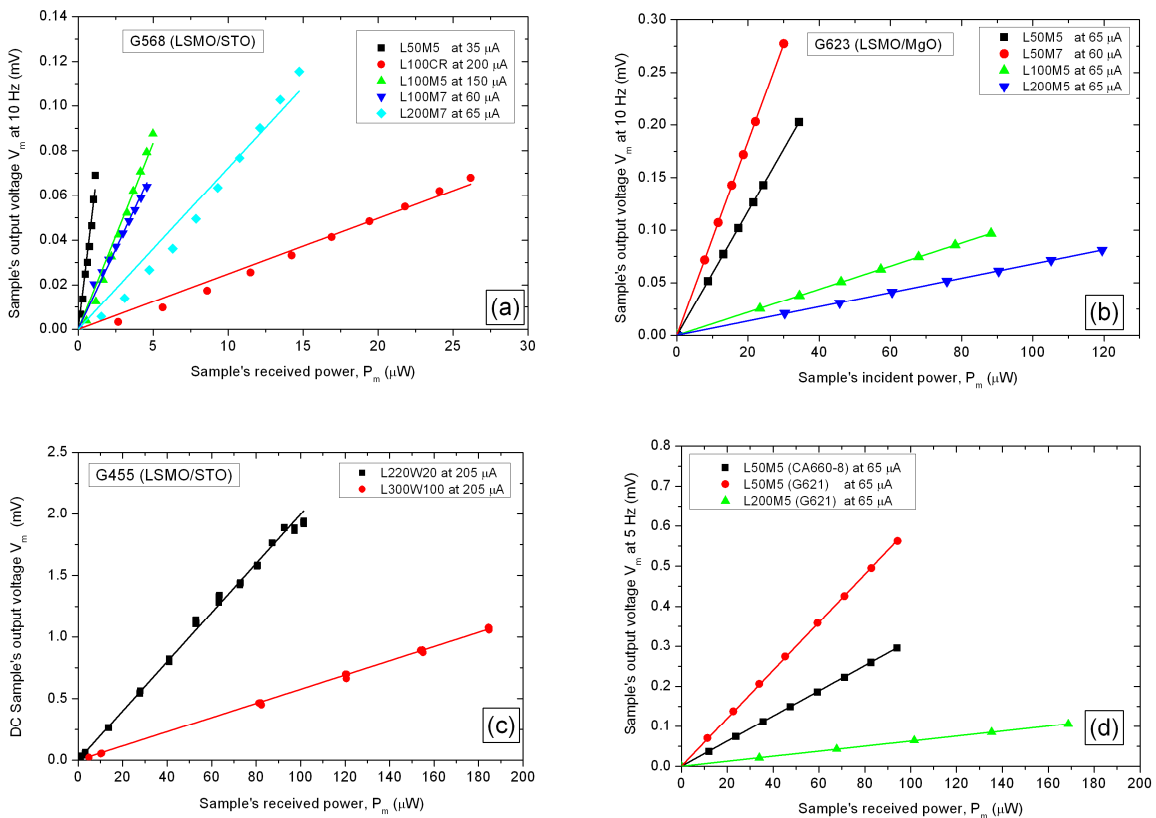 G568 (LSMO/STO)
L50M5 at 35 µA
L100CR at 200 µA
L100M5 at 150 µA
L100M7 at 60 µA
L200M7 at 65 µA
Sample's output voltage Vm at 10 Hz (mV)
0.14
0.12
0.10
0.08
0.06
0.04
0.02
0.00
0 5 10 15 20 25 30
Sample's received power, Pm (µW)
(a)
G623 (LSMO/MgO)
L50M5 at 65 µA
L50M7 at 60 µA
L100M5 at 65 µA
L200M5 at 65 µA
Sample's output voltage Vm at 10 Hz (mV)
0.30
0.25
0.20
0.15
0.10
0.05
0.00
0 20 40 60 80 100 120
Sample's incident power, Pm (µW)
(b)
G455 (LSMO/STO)
L220W20 at 205 µA
L300W100 at 205 µA
DC Sample's output voltage Vm (mV)
2.5
2.0
1.5
1.0
0.5
0.0
0 20 40 60 80 100 120 140 160 180 200
Sample's received power, Pm (µW)
(c)
L50M5 (CA660-8) at 65 µA
L50M5 (G621) at 65 µA
L200M5 (G621) at 65 µA
Sample's output voltage Vm at 5 Hz (mV)
0.8
0.7
0.6
0.5
0.4
0.3
0.2
0.1
0.0
0 20 40 60 80 100 120 140 160 180 200
Sample's received power, Pm (µW)
(d)